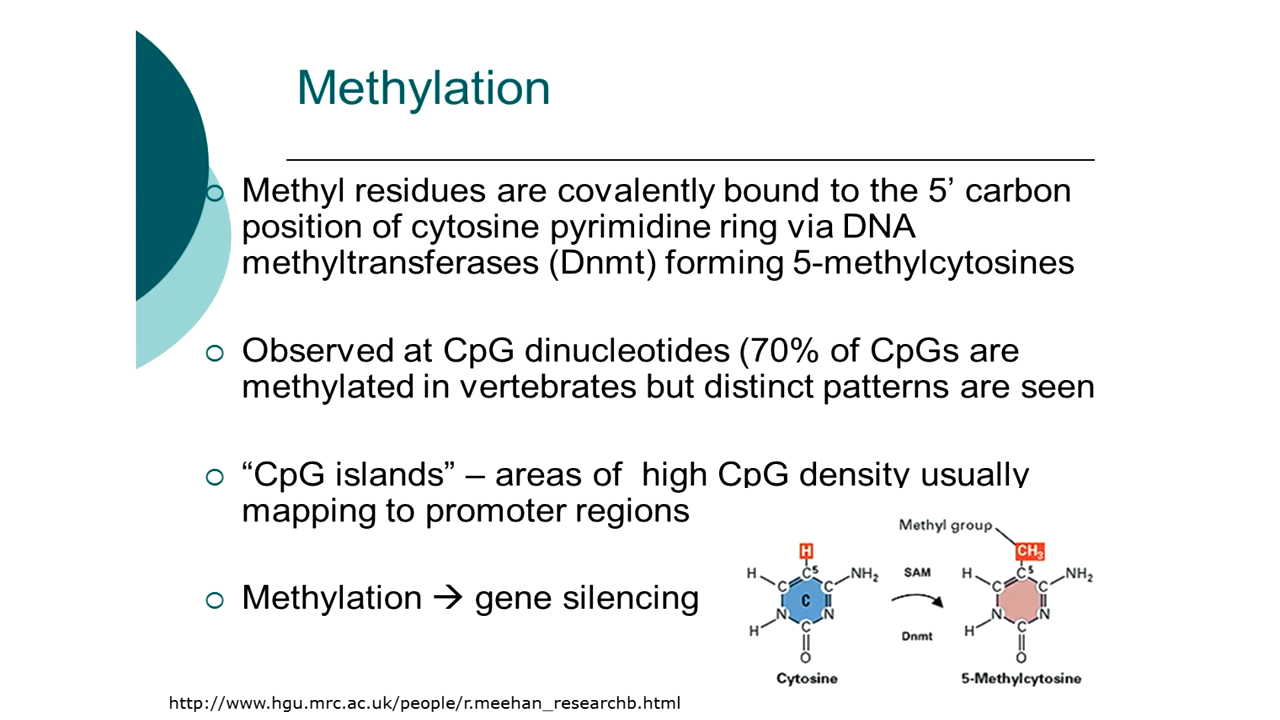 Methylation
Methyl residues are covalently bound to the 5’ carbon
position of cytosine pyrimidine ring via DNA
methyltransferases (Dnmt) forming 5-methylcytosines
Observed at CpG dinucleotides (70% of CpGs are
methylated in vertebrates but distinct patterns are seen
“CpG islands” – areas of  high CpG density usually
mapping to promoter regions
Methylation → gene silencing
Methyl group
H
CH₃
H
C⁵
NH₂
SAM
H
C⁵
NH₂
C
C
C
C
C
N
N
N
N
H
C
Dnmt
H
C
O
O
Cytosine
5-Methylcytosine
http://www.hgu.mrc.ac.uk/people/r.meehan_researchb.html